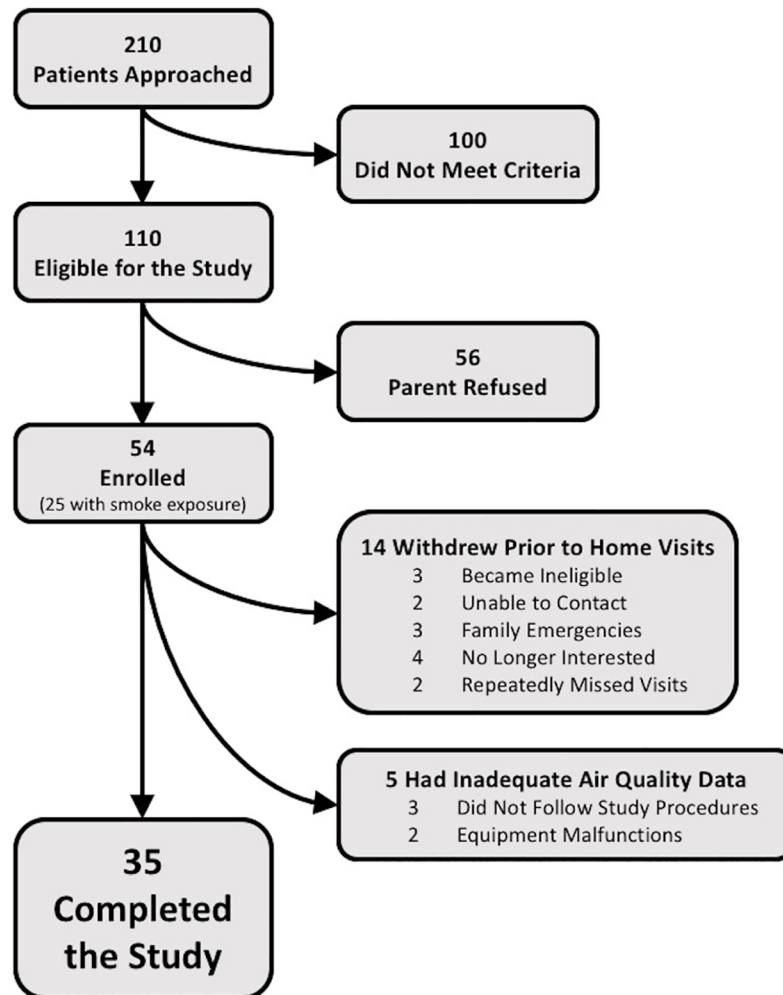 210
Patients Approached
100
Did Not Meet Criteria
110
Eligible for the Study
56
Parent Refused
54
Enrolled
(25 with smoke exposure)
14 Withdrew Prior to Home Visits
3 Became Ineligible
2 Unable to Contact
3 Family Emergencies
4 No Longer Interested
2 Repeatedly Missed Visits
5 Had Inadequate Air Quality Data
3 Did Not Follow Study Procedures
2 Equipment Malfunctions
35
Completed
the Study